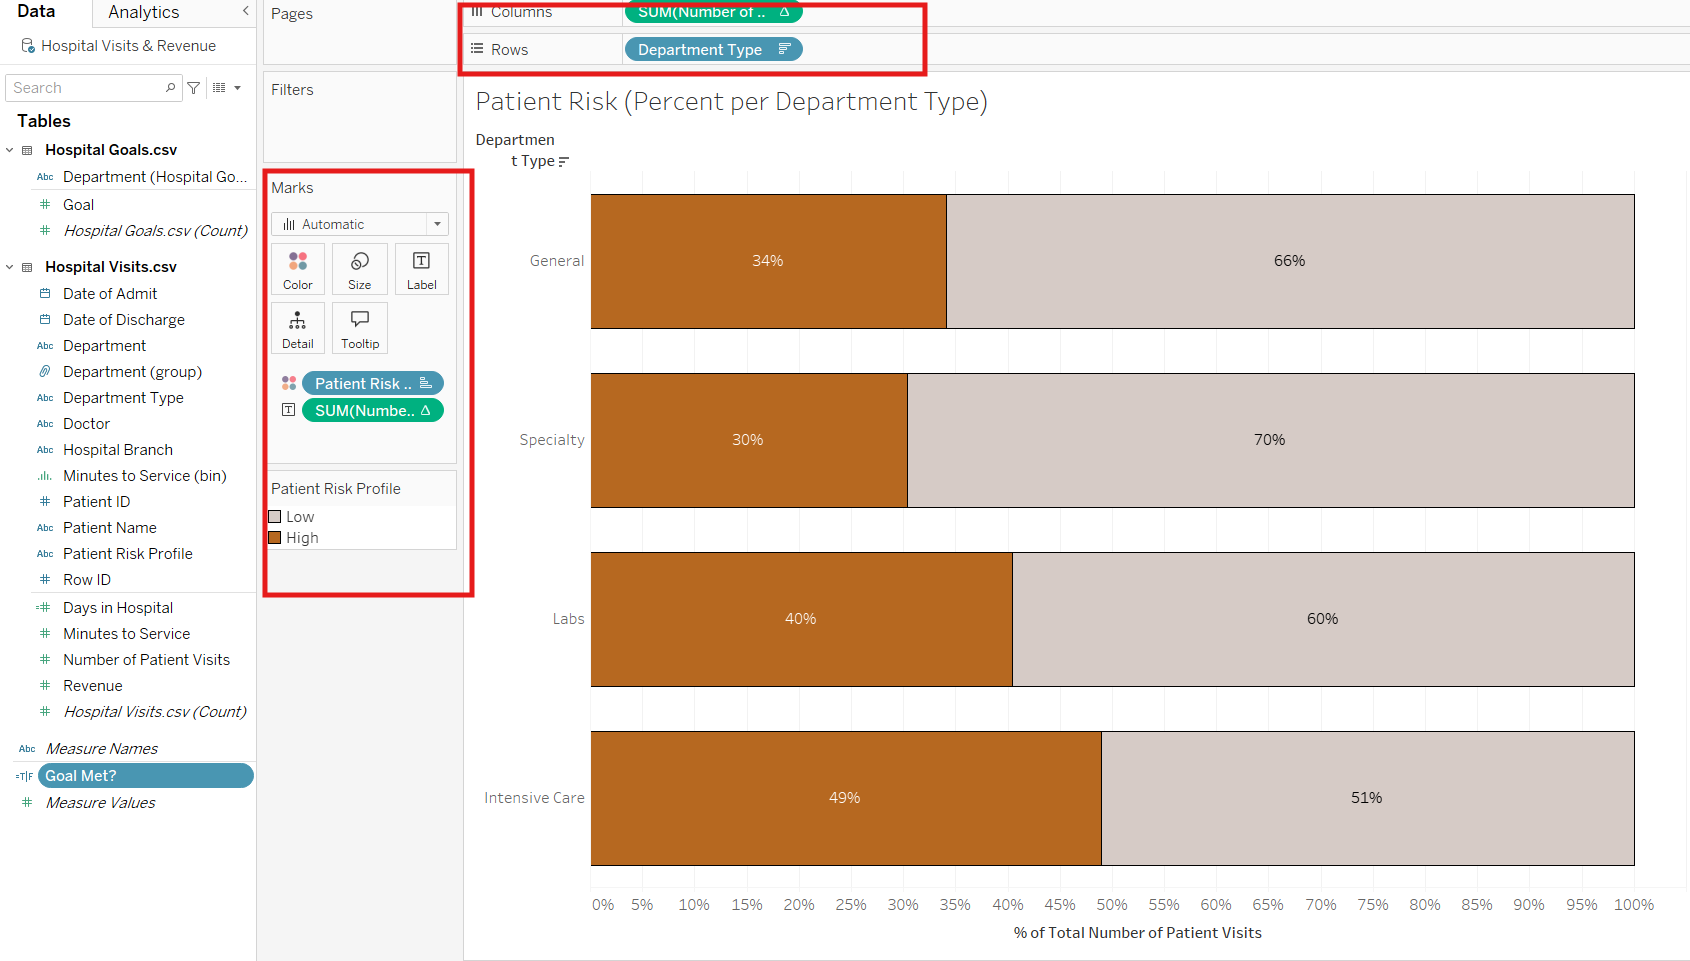 Data
Analytics
Hospital Visits & Revenue
Search
Tables
Hospital Goals.csv
Abc Department (Hospital Go...
# Goal
# Hospital Goals.csv (Count)
Hospital Visits.csv
Date of Admit
Date of Discharge
Abc Department
Department (group)
Abc Department Type
Abc Doctor
Abc Hospital Branch
Minutes to Service (bin)
# Patient ID
Abc Patient Name
Abc Patient Risk Profile
# Row ID
=# Days in Hospital
# Minutes to Service
# Number of Patient Visits
# Revenue
# Hospital Visits.csv (Count)
Abc Measure Names
=T|F Goal Met?
# Measure Values
Pages
Filters
Marks
Automatic
Color Size T Label
Detail Tooltip
Patient Risk ..
T SUM(Numbe.. Δ
Patient Risk Profile
Low
High
Columns SUM(Number of .. Δ
Rows Department Type
Patient Risk (Percent per Department Type)
Departmen
t Type
General 34% 66%
Specialty 30% 70%
Labs 40% 60%
Intensive Care 49% 51%
0% 5% 10% 15% 20% 25% 30% 35% 40% 45% 50% 55% 60% 65% 70% 75% 80% 85% 90% 95% 100%
% of Total Number of Patient Visits